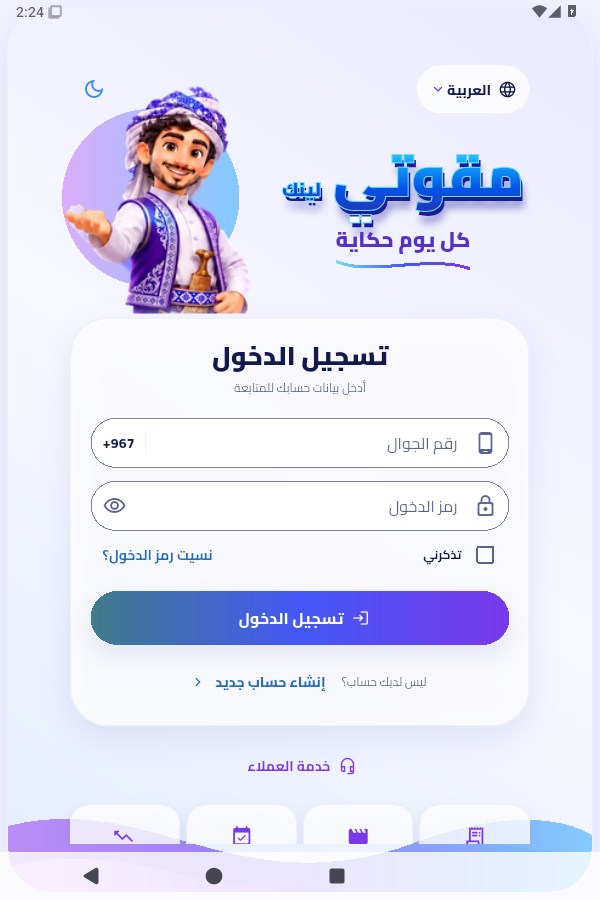 2:24
العربية
مقوتي لينك
كل يوم حكاية
تسجيل الدخول
أدخل بيانات حسابك للمتابعة
رقم الجوال
+967
رمز الدخول
تذكرني
نسيت رمز الدخول؟
تسجيل الدخول
ليس لديك حساب؟ إنشاء حساب جديد
خدمة العملاء